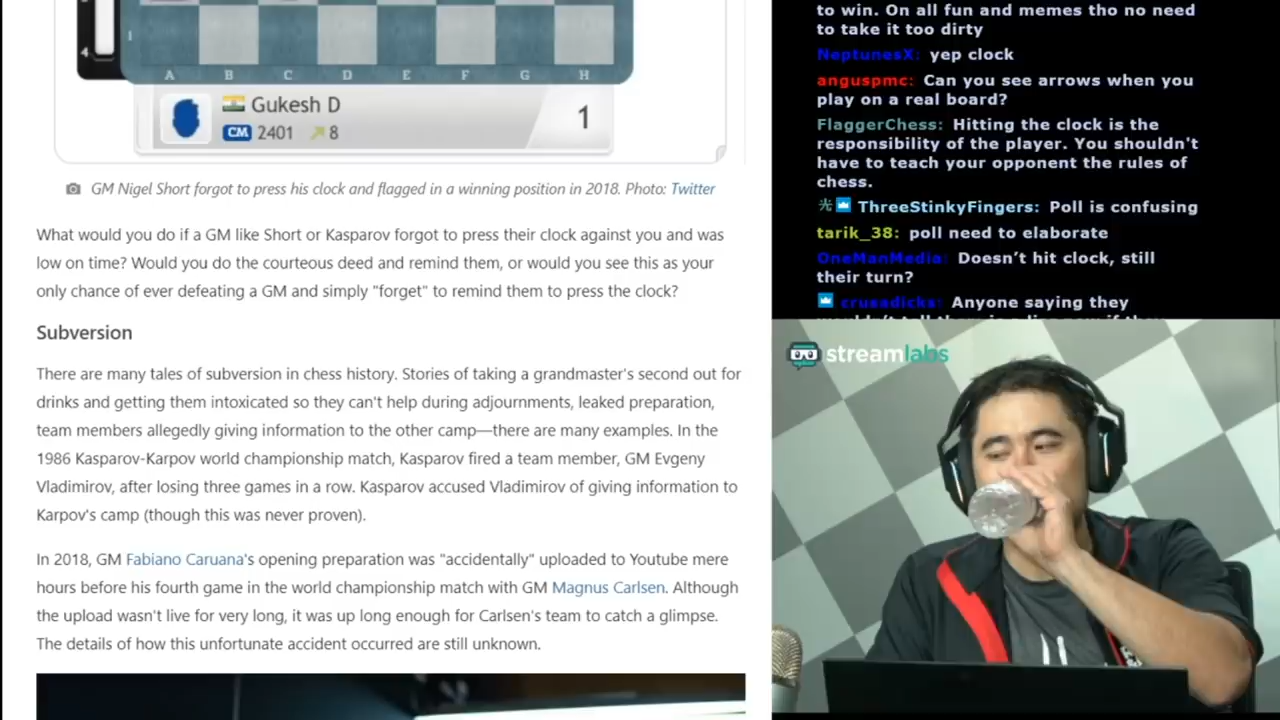 4
1
A B C D E F G H
Gukesh D
CM 2401 8
1
GM Nigel Short forgot to press his clock and flagged in a winning position in 2018. Photo: Twitter
What would you do if a GM like Short or Kasparov forgot to press their clock against you and was
low on time? Would you do the courteous deed and remind them, or would you see this as your
only chance of ever defeating a GM and simply "forget" to remind them to press the clock?
Subversion
There are many tales of subversion in chess history. Stories of taking a grandmaster's second out for
drinks and getting them intoxicated so they can't help during adjournments, leaked preparation,
team members allegedly giving information to the other camp—there are many examples. In the
1986 Kasparov-Karpov world championship match, Kasparov fired a team member, GM Evgeny
Vladimirov, after losing three games in a row. Kasparov accused Vladimirov of giving information to
Karpov's camp (though this was never proven).
In 2018, GM Fabiano Caruana's opening preparation was "accidentally" uploaded to Youtube mere
hours before his fourth game in the world championship match with GM Magnus Carlsen. Although
the upload wasn't live for very long, it was up long enough for Carlsen's team to catch a glimpse.
The details of how this unfortunate accident occurred are still unknown.
to win. On all fun and memes tho no need
to take it too dirty
NeptunesX: yep clock
anguspmc: Can you see arrows when you
play on a real board?
FlaggerChess: Hitting the clock is the
responsibility of the player. You shouldn't
have to teach your opponent the rules of
chess.
ThreeStinkyFingers: Poll is confusing
tarik_38: poll need to elaborate
OneManMedia: Doesn't hit clock, still
their turn?
crusadicks: Anyone saying they
streamlabs